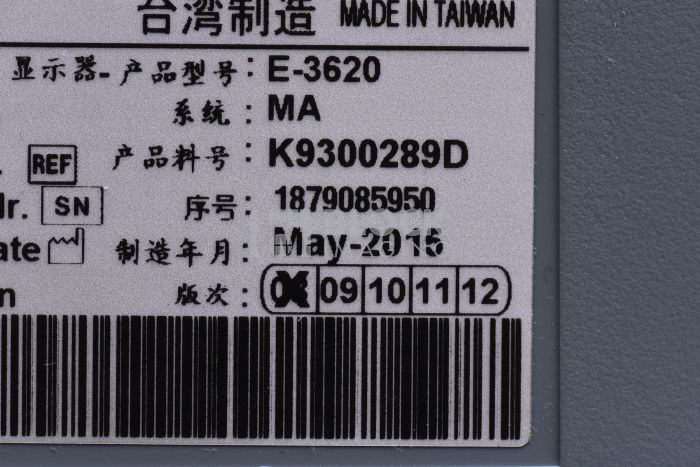 台湾制造 MADE IN TAIWAN
显示器-产品型号: E-3620
系统: MA
REF 产品料号: K9300289D
SN 序号: 1879085950
制造年月: May-2015
版次: 09 10 11 12